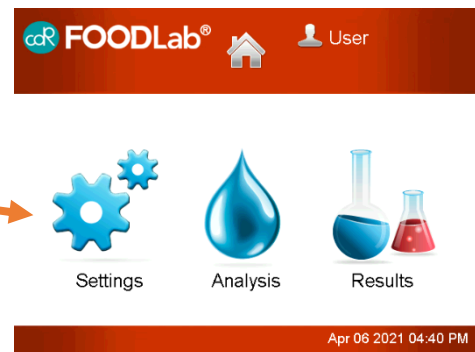 cdR FOODLab® User
Settings Analysis Results
Apr 06 2021 04:40 PM